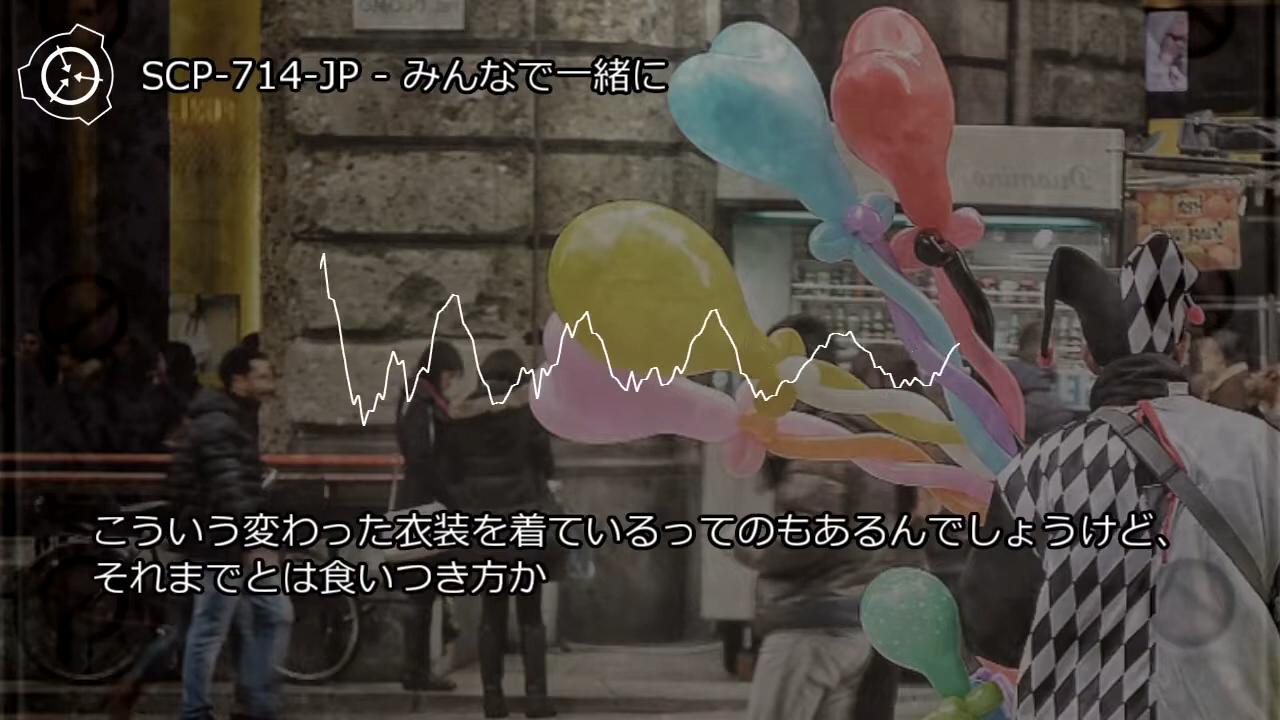 SCP-714-JP - みんなで一緒に
こういう変わった衣装を着ているってのもあるんでしょうけど、
それまでとは食いつき方か